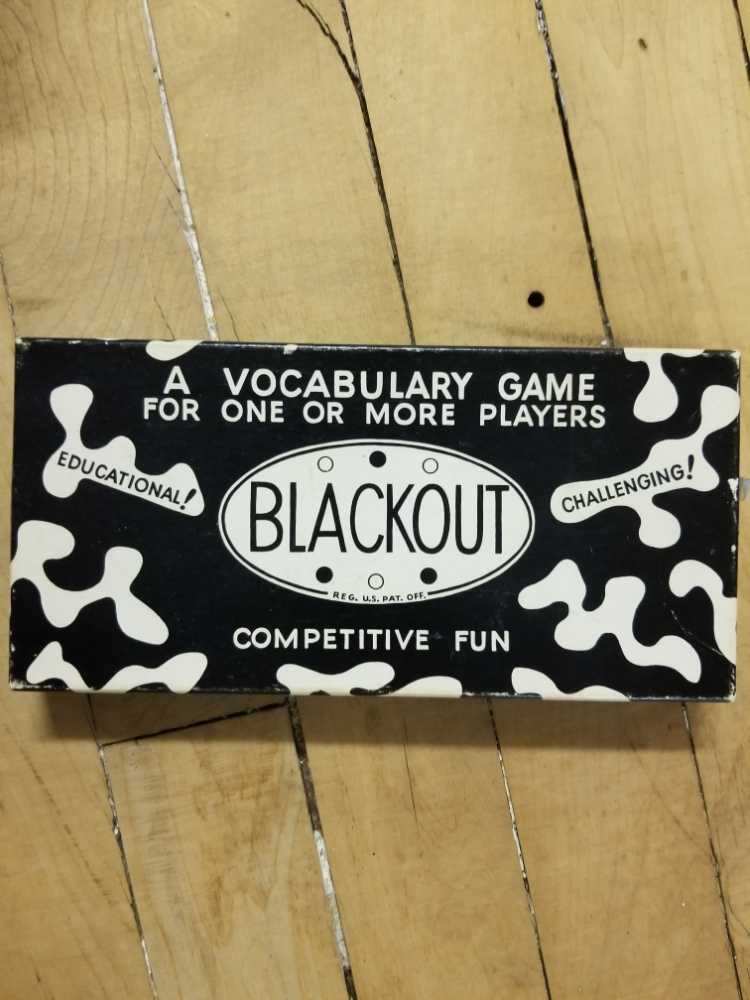 A VOCABULARY GAME
FOR ONE OR MORE PLAYERS
EDUCATIONAL!
BLACKOUT
CHALLENGING!
REG. U.S. PAT. OFF.
COMPETITIVE FUN